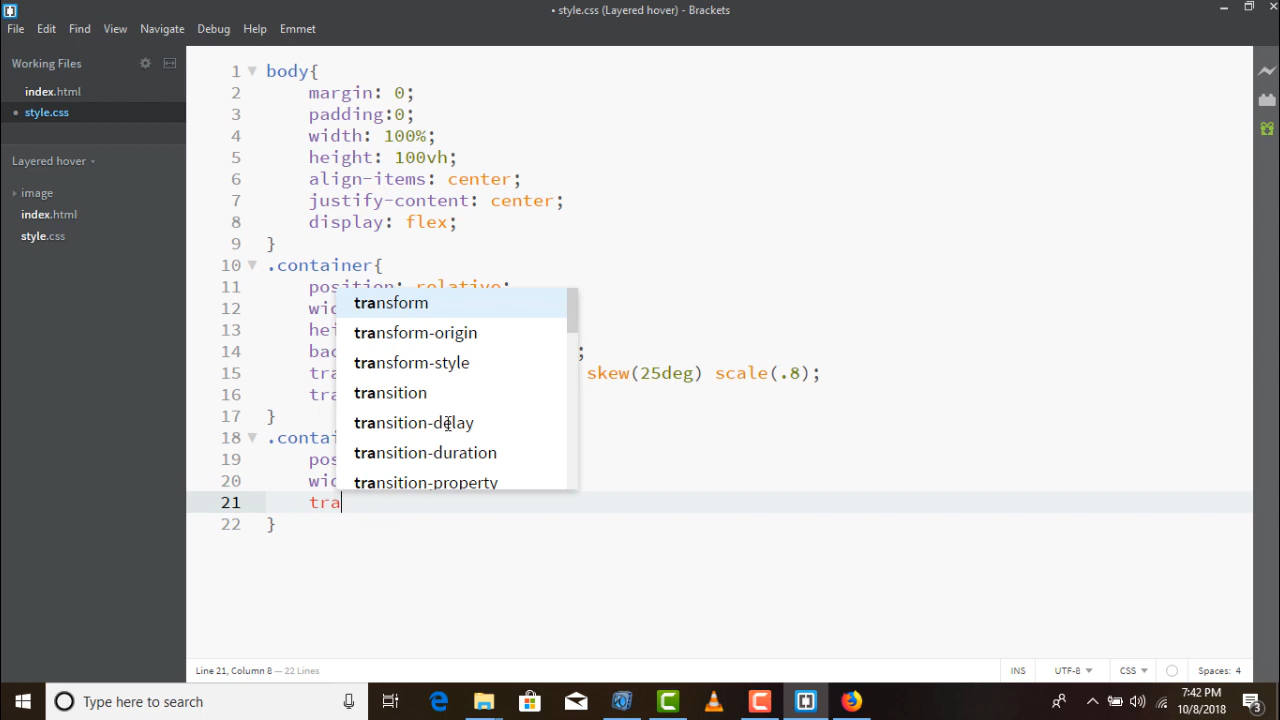 • style.css (Layered hover) - Brackets
File Edit Find View Navigate Debug Help Emmet
Working Files
index.html
• style.css
Layered hover
image
index.html
style.css
1 body{
2 margin: 0;
3 padding:0;
4 width: 100%;
5 height: 100vh;
6 align-items: center;
7 justify-content: center;
8 display: flex;
9 }
10 .container{
11 position: relative;
12 wid
13 hei
14 bac ;
15 tra skew(25deg) scale(.8);
16 tra
17 }
18 .contai
19 pos
20 wid
21 tra
22 }
transform
transform-origin
transform-style
transition
transition-delay
transition-duration
transition-property
Line 21, Column 8 — 22 Lines
INS UTF-8 CSS Spaces: 4
Type here to search
7:42 PM
10/8/2018
3